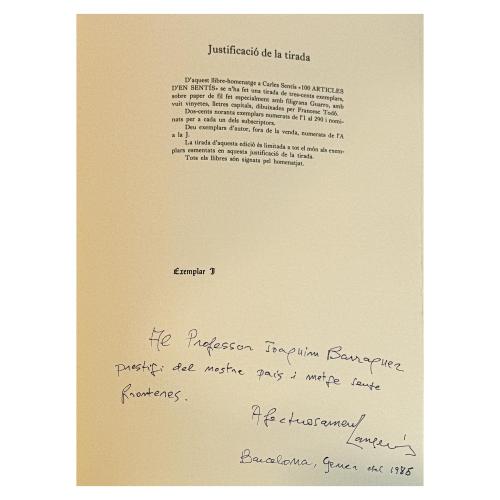 Justificació de la tirada
D'aquest llibre-homenatge a Carles Sentís «100 ARTICLES
D'EN SENTÍS» se n'ha fet una tirada de tres-cents exemplars,
sobre paper de fil fet especialment amb filigrana Guarro, amb
vuit vinyetes, lletres capitals, dibuixades per Francesc Todó.
Dos-cents noranta exemplars numerats de l'1 al 290 i nomi-
nats per a cada un dels subscriptors.
Deu exemplars d'autor, fora de la venda, numerats de l'A
a la J.
La tirada d'aquesta edició és limitada a tot el món als exem-
plars esmentats en aquesta justificació de la tirada.
Tots els llibres són signats pel homenatjat.
Exemplar
Al Professor Joaquim Barraquer
prestigi del nostre país i metge sense
fronteres.
Afectuosament
Barcelona, Gener del 1986